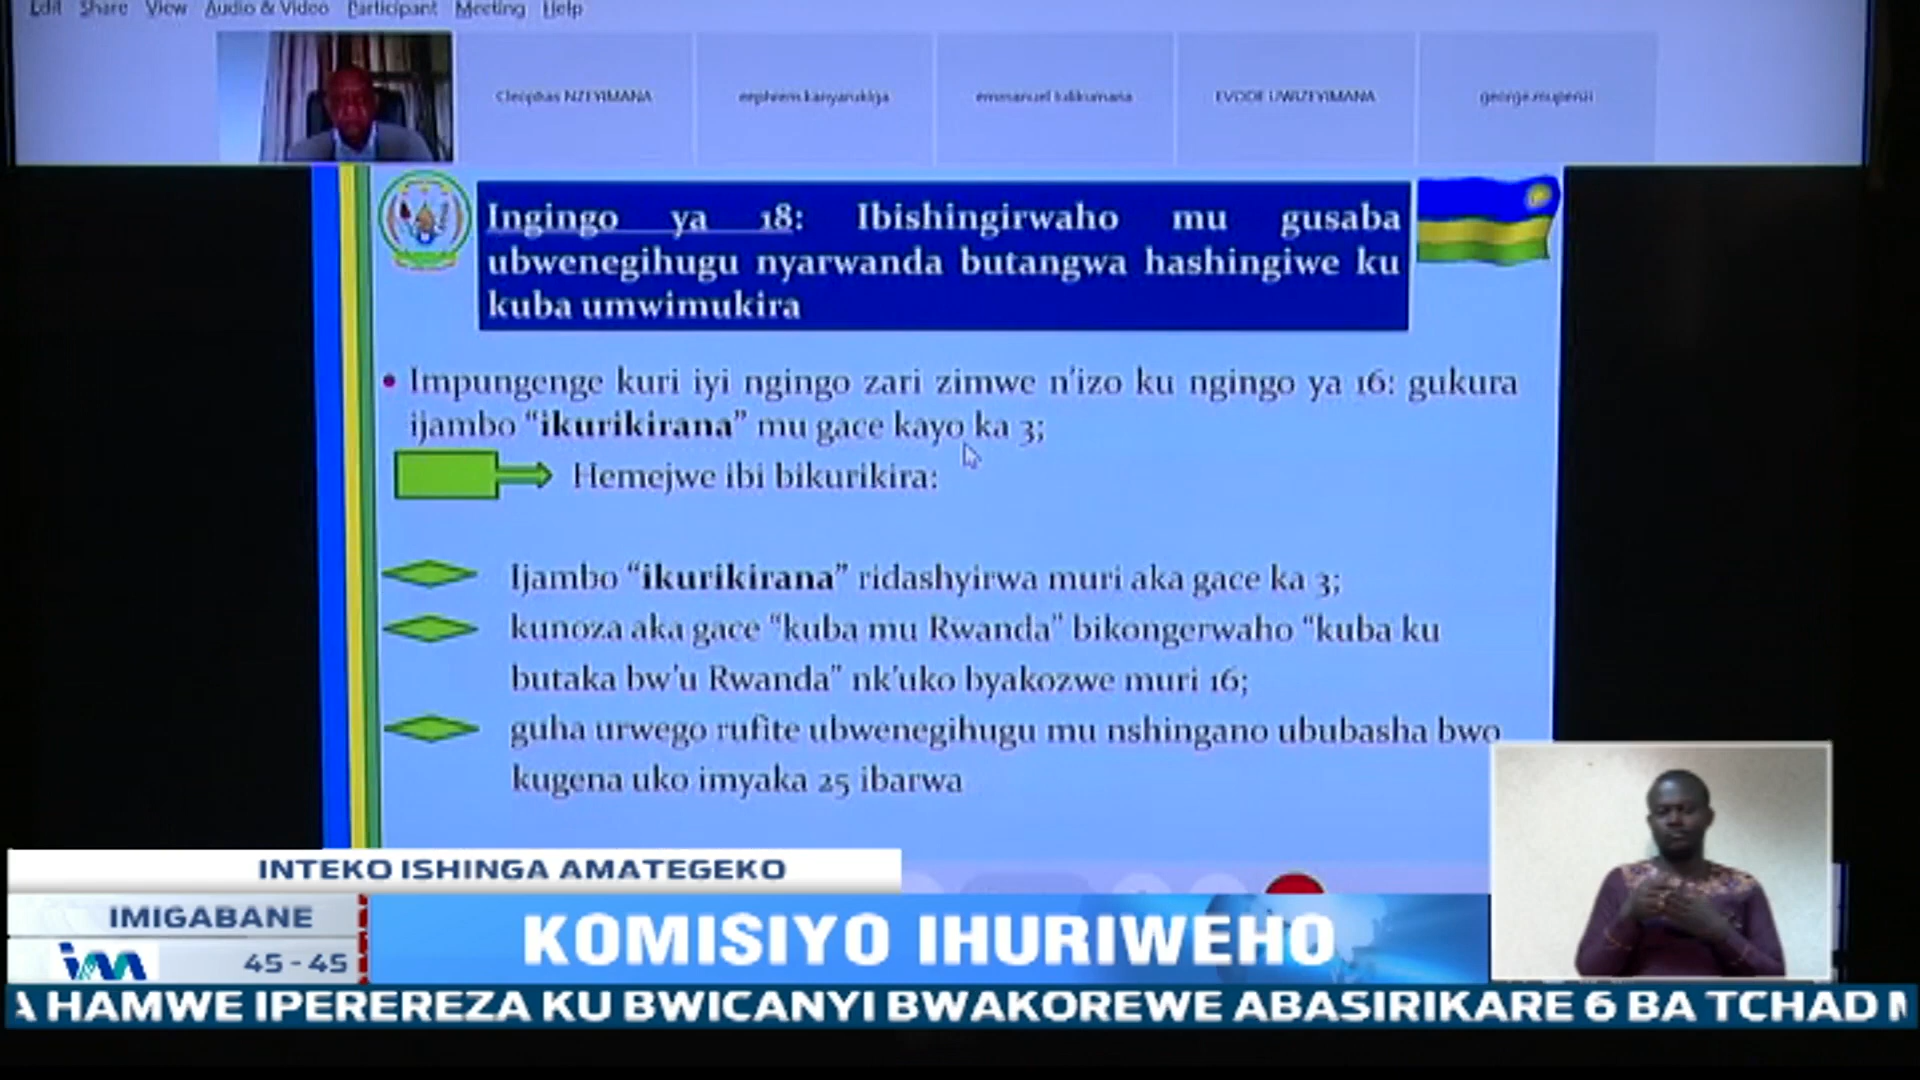 Edit Share View Audio & Video Participant Meeting Help
Cleophas NZEYIMANA
EVODE UWIZEYIMANA
Ingingo ya 18: Ibishingirwaho mu gusaba
ubwenegihugu nyarwanda butangwa hashingiwe ku
kuba umwimukira
• Impungenge kuri iyi ngingo zari zimwe n'izo ku ngingo ya 16: gukura
ijambo “ikurikirana” mu gace kayo ka 3;
Hemejwe ibi bikurikira:
Ijambo “ikurikirana” ridashyirwa muri aka gace ka 3;
kunoza aka gace “kuba mu Rwanda” bikongerwaho “kuba ku
butaka bw'u Rwanda” nk'uko byakozwe muri 16;
guha urwego rufite ubwenegihugu mu nshingano ububasha bwo
kugena uko imyaka 25 ibarwa
INTEKO ISHINGA AMATEGEKO
IMIGABANE
KOMISIYO IHURIWEHO
im
45 - 45
A HAMWE IPEREREZA KU BWICANYI BWAKOREWE ABASIRIKARE 6 BA TCHAD